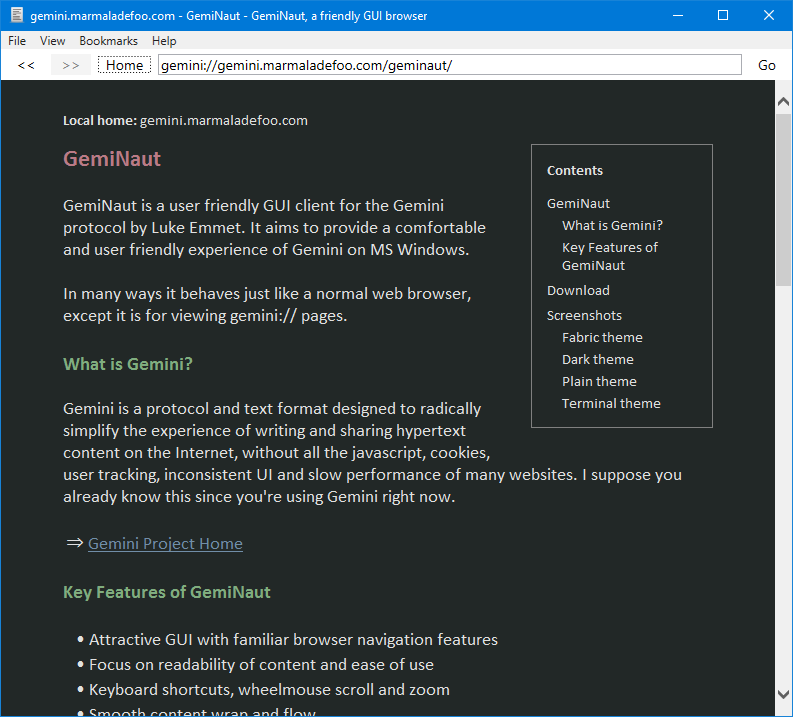 gemini.marmaladefoo.com - GemiNaut - GemiNaut, a friendly GUI browser
File View Bookmarks Help
<< >> Home gemini://gemini.marmaladefoo.com/geminaut/ Go
Local home: gemini.marmaladefoo.com
GemiNaut
GemiNaut is a user friendly GUI client for the Gemini
protocol by Luke Emmet. It aims to provide a comfortable
and user friendly experience of Gemini on MS Windows.
In many ways it behaves just like a normal web browser,
except it is for viewing gemini:// pages.
Contents
GemiNaut
What is Gemini?
Key Features of
GemiNaut
Download
Screenshots
Fabric theme
Dark theme
Plain theme
Terminal theme
What is Gemini?
Gemini is a protocol and text format designed to radically
simplify the experience of writing and sharing hypertext
content on the Internet, without all the javascript, cookies,
user tracking, inconsistent UI and slow performance of many websites. I suppose you
already know this since you're using Gemini right now.
⇒ Gemini Project Home
Key Features of GemiNaut
• Attractive GUI with familiar browser navigation features
• Focus on readability of content and ease of use
• Keyboard shortcuts, wheelmouse scroll and zoom
• Smooth content wrap and flow